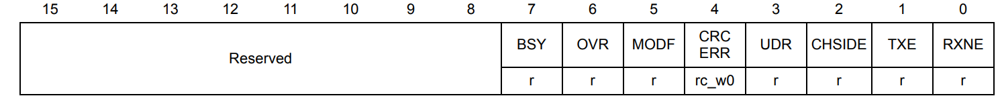 15 14 13 12 11 10 9 8 7 6 5 4 3 2 1 0
Reserved BSY OVR MODF CRC ERR UDR CHSIDE TXE RXNE
r r r rc_w0 r r r r